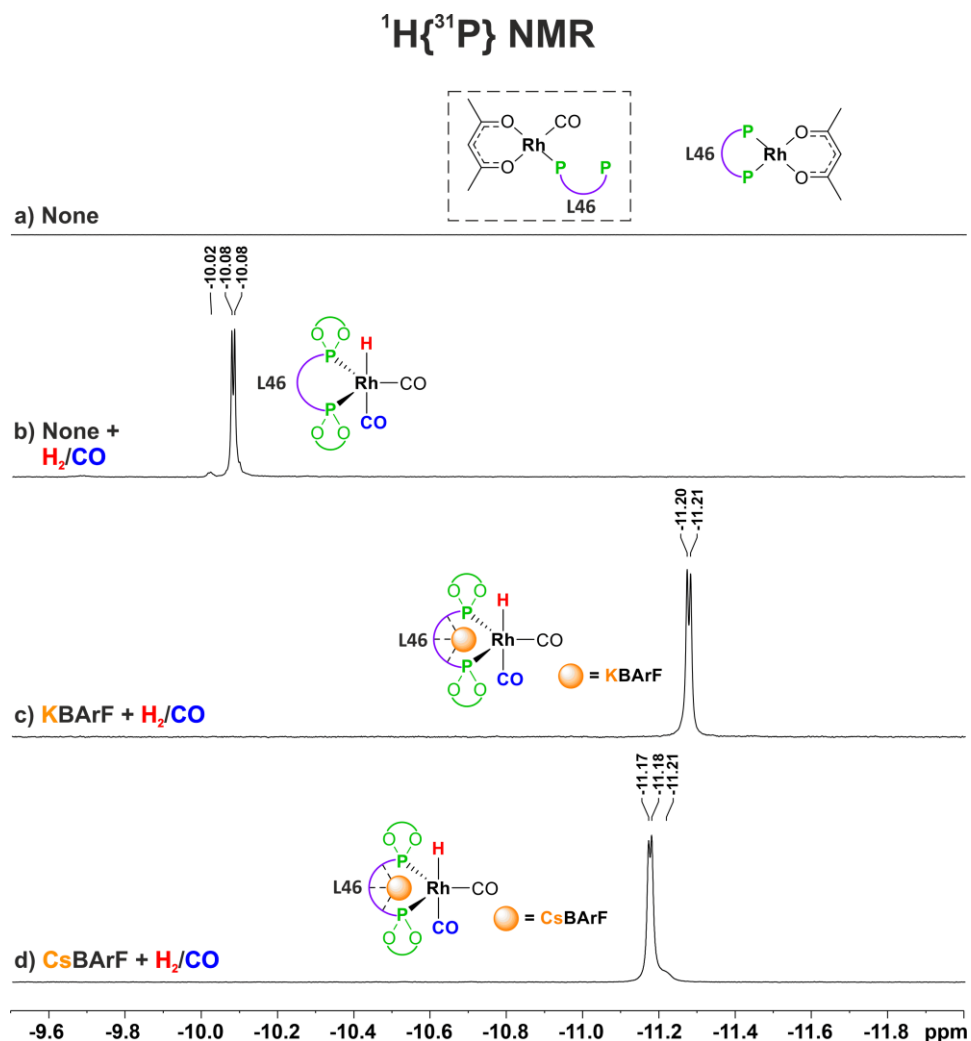 ¹H{³¹P} NMR
O
O
Rh
CO
P
P
L46
L46
P
P
Rh
O
O
a) None
-10.02
-10.08
-10.08
O
O
P
H
L46
Rh
CO
P
CO
O
O
b) None +
H₂/CO
-11.20
-11.21
O
O
P
H
L46
Rh
CO
P
CO
= KBArF
O
O
c) KBArF + H₂/CO
-11.17
-11.18
-11.21
O
O
P
H
L46
Rh
CO
P
CO
= CsBArF
O
O
d) CsBArF + H₂/CO
-9.6 -9.8 -10.0 -10.2 -10.4 -10.6 -10.8 -11.0 -11.2 -11.4 -11.6 -11.8 ppm